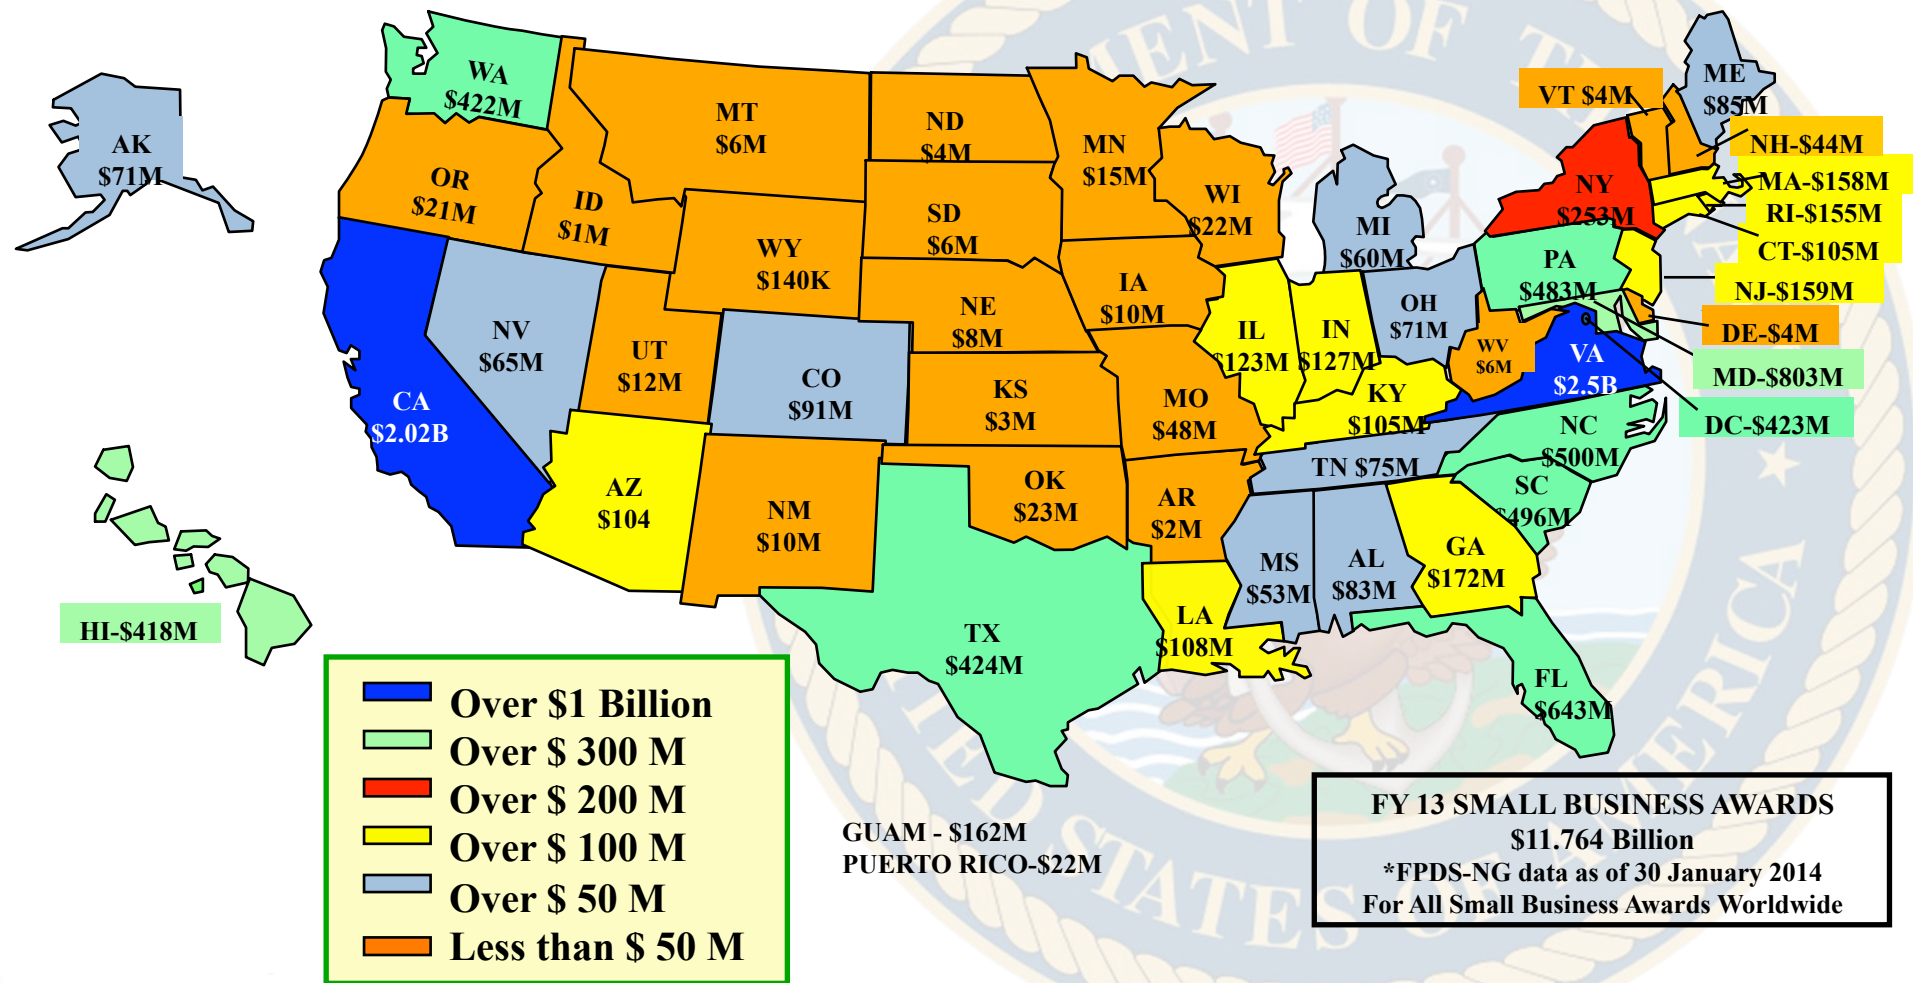 WA
$422M
MT
$6M
ND
$4M
MN
$15M
VT $4M
ME
$85M
AK
$71M
OR
$21M
ID
$1M
WY
$140K
SD
$6M
WI
$22M
MI
$60M
NY
$253M
NH-$44M
MA-$158M
RI-$155M
CT-$105M
NJ-$159M
DE-$4M
MD-$803M
DC-$423M
NV
$65M
UT
$12M
CO
$91M
NE
$8M
IA
$10M
IL
$123M
IN
$127M
OH
$71M
PA
$483M
WV
$6M
VA
$2.5B
CA
$2.02B
KS
$3M
MO
$48M
KY
$105M
NC
$500M
TN $75M
SC
$496M
AZ
$104
NM
$10M
OK
$23M
AR
$2M
MS
$53M
AL
$83M
GA
$172M
HI-$418M
TX
$424M
LA
$108M
FL
$643M
Over $1 Billion
Over $ 300 M
Over $ 200 M
Over $ 100 M
Over $ 50 M
Less than $ 50 M
GUAM - $162M
PUERTO RICO-$22M
FY 13 SMALL BUSINESS AWARDS
$11.764 Billion
*FPDS-NG data as of 30 January 2014
For All Small Business Awards Worldwide